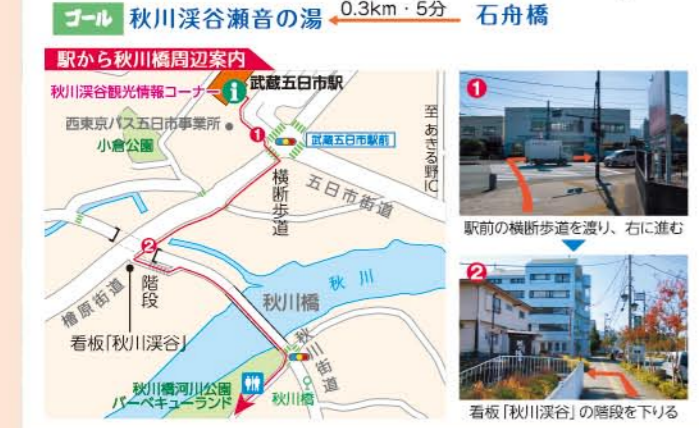 ゴール 秋川渓谷瀬音の湯 0.3km・5分 石舟橋
駅から秋川橋周辺案内
秋川渓谷観光情報コーナー
i
武蔵五日市駅
西東京バス五日市事業所
小倉公園
1
武蔵五日市駅前
至 あきる野IC
横断歩道
五日市街道
2
階段
檜原街道
看板「秋川渓谷」
秋川
秋川橋
秋川街道
秋川橋河川公園
バーベキューランド
秋川橋
1
駅前の横断歩道を渡り、右に進む
2
看板「秋川渓谷」の階段を下りる